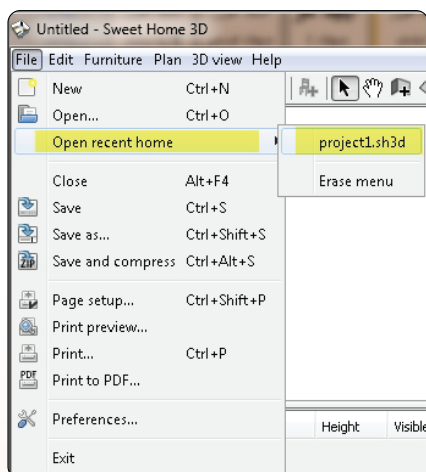 Untitled - Sweet Home 3D
File Edit Furniture Plan 3D view Help
New Ctrl+N
Open... Ctrl+O
Open recent home project1.sh3d
Erase menu
Close Alt+F4
Save Ctrl+S
Save as... Ctrl+Shift+S
ZIP Save and compress Ctrl+Alt+S
Page setup... Ctrl+Shift+P
Print preview...
Print... Ctrl+P
PDF Print to PDF...
Preferences...
Height Visible
Exit